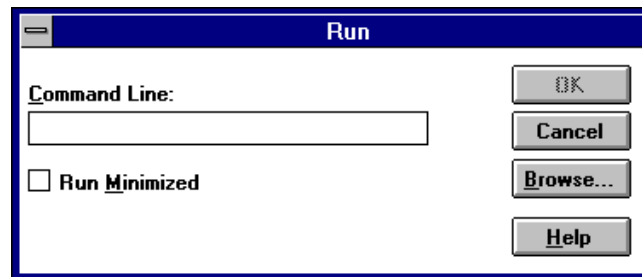 Run
Command Line:
OK
Cancel
Run Minimized
Browse...
Help